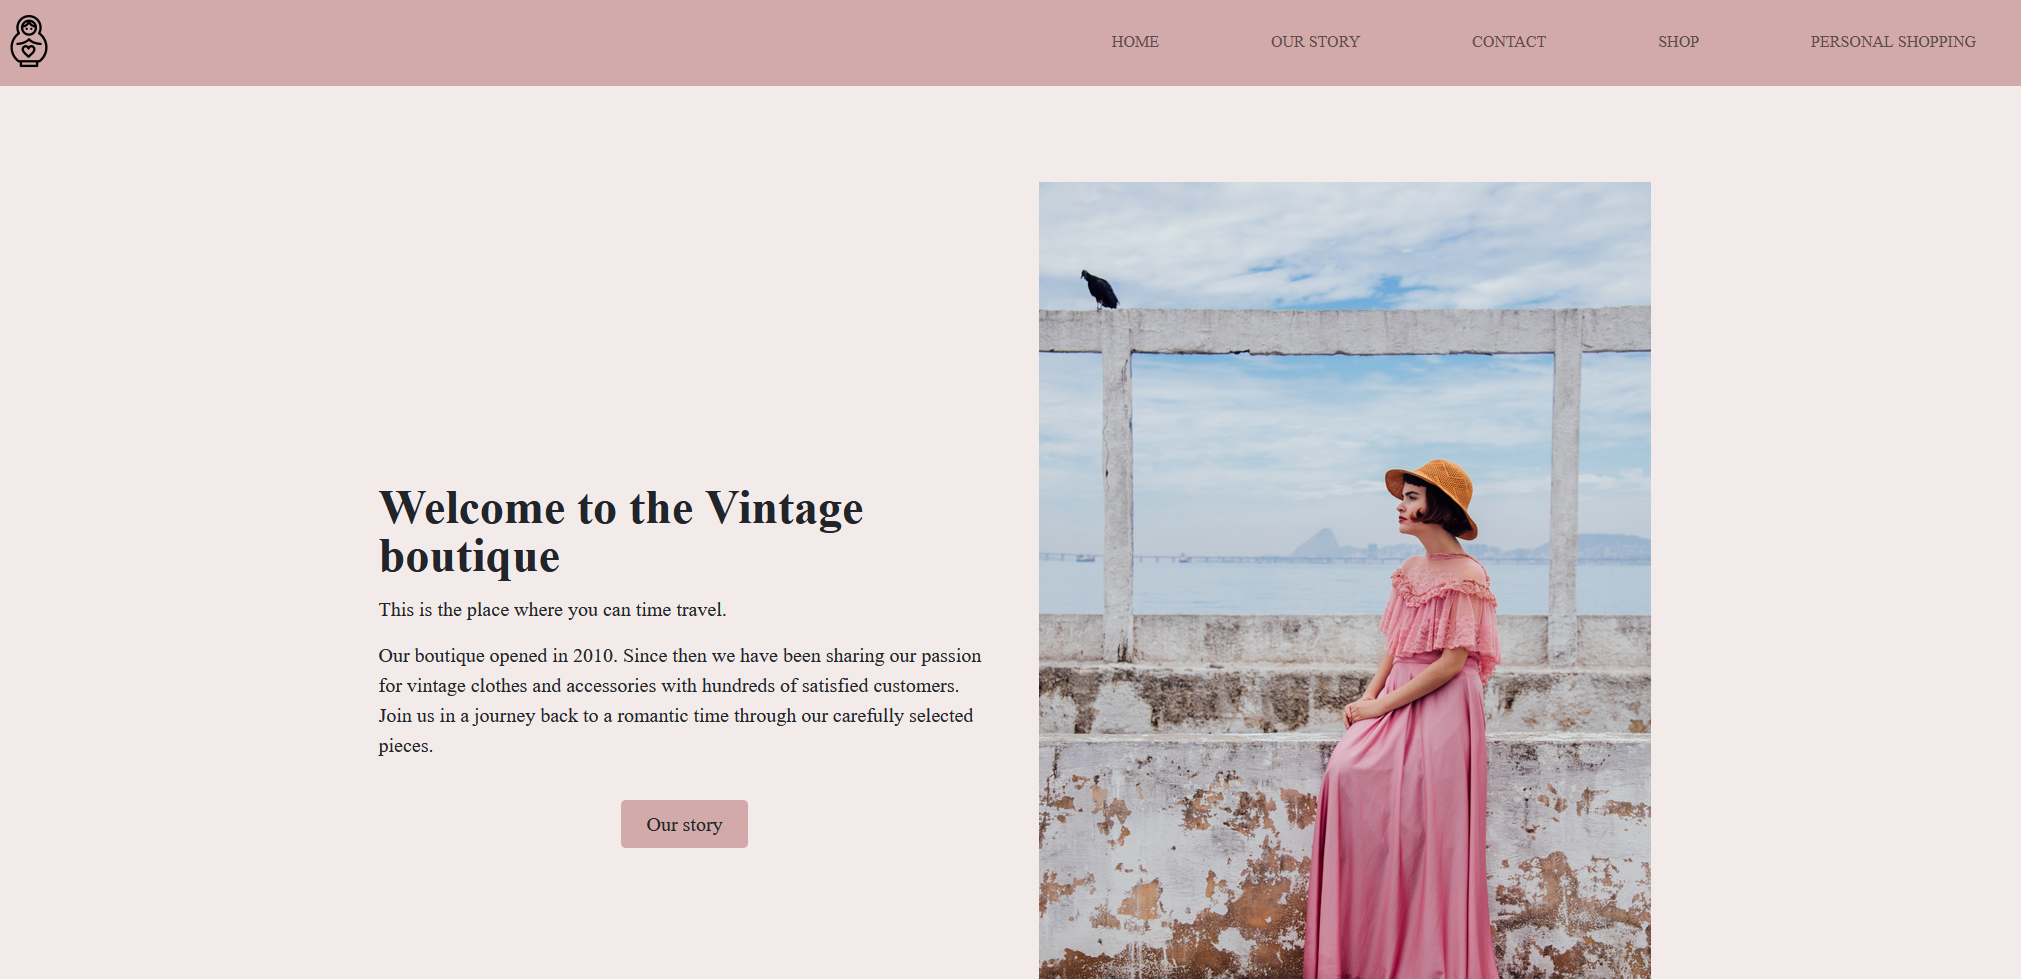 HOME OUR STORY CONTACT SHOP PERSONAL SHOPPING
Welcome to the Vintage
boutique
This is the place where you can time travel.
Our boutique opened in 2010. Since then we have been sharing our passion
for vintage clothes and accessories with hundreds of satisfied customers.
Join us in a journey back to a romantic time through our carefully selected
pieces.
Our story